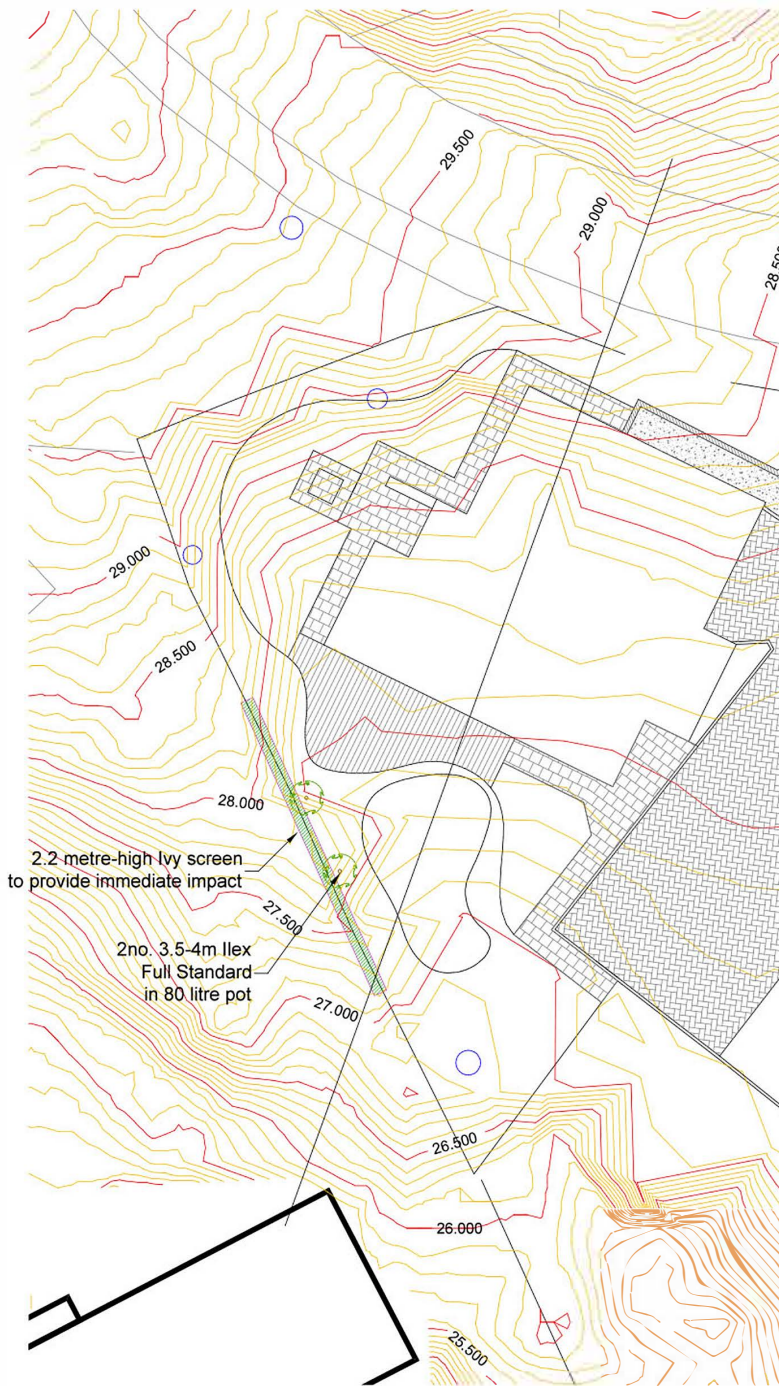 29.500
29.000
28.50
29.000
28.500
28.000
2.2 metre-high Ivy screen
to provide immediate impact
27.500
2no. 3.5-4m Ilex
Full Standard
in 80 litre pot
27.000
26.500
26.000
25.500